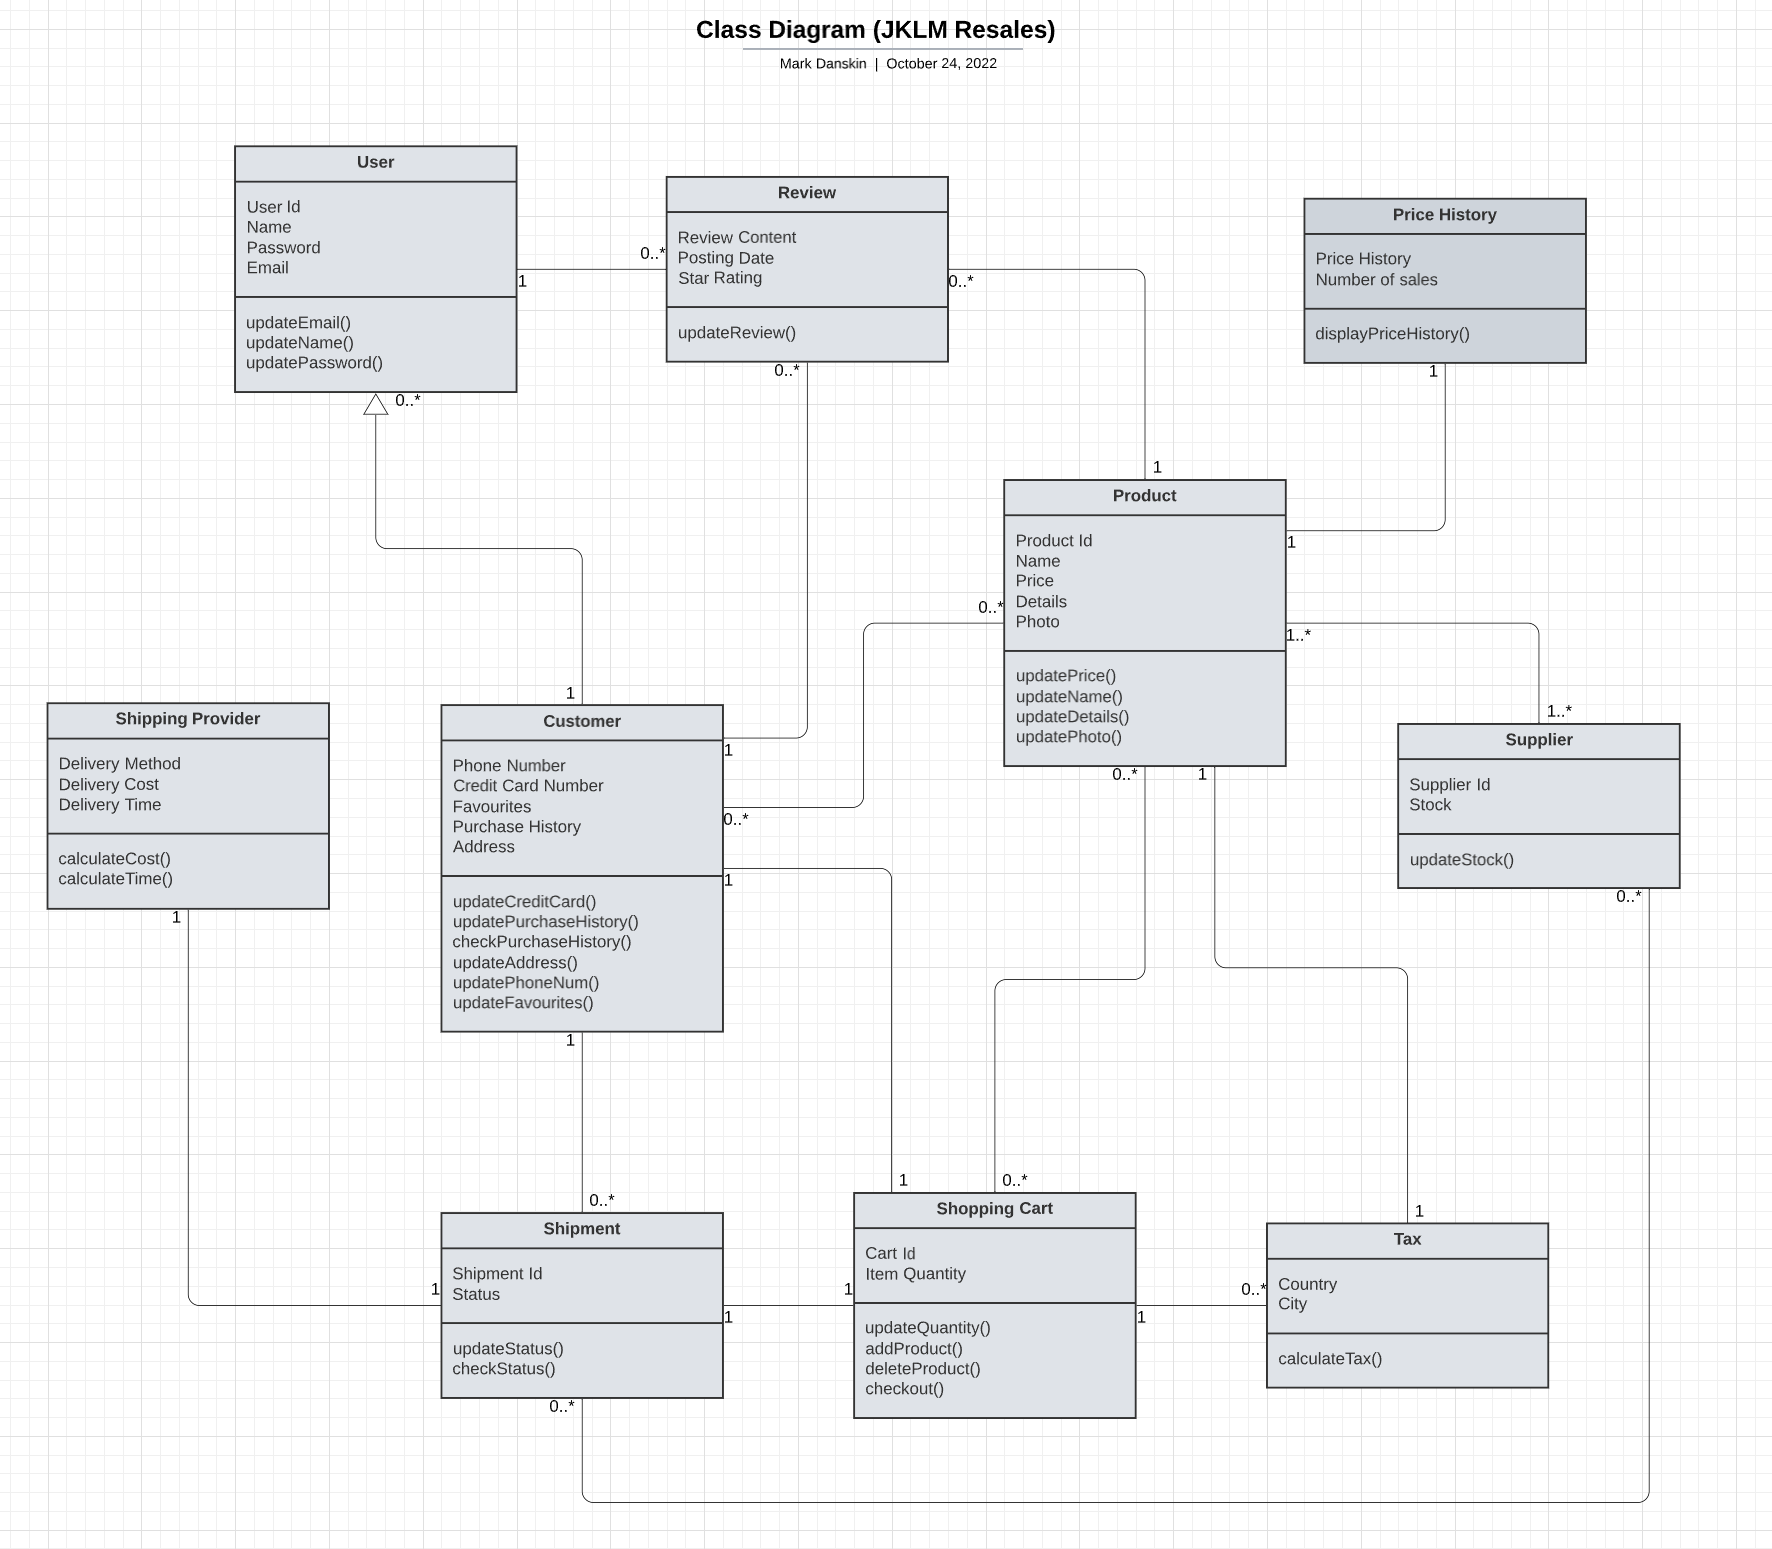 Class Diagram (JKLM Resales)
Mark Danskin | October 24, 2022
User
User Id
Name
Password
Email
updateEmail()
updateName()
updatePassword()
0..*
1
0..*
Review
Review Content
Posting Date
Star Rating
updateReview()
0..*
0..*
Price History
Price History
Number of sales
displayPriceHistory()
1
1
Product
Product Id
Name
Price
Details
Photo
updatePrice()
updateName()
updateDetails()
updatePhoto()
1
0..*
1..*
0..*
1
Shipping Provider
Delivery Method
Delivery Cost
Delivery Time
calculateCost()
calculateTime()
1
1
Customer
Phone Number
Credit Card Number
Favourites
Purchase History
Address
updateCreditCard()
updatePurchaseHistory()
checkPurchaseHistory()
updateAddress()
updatePhoneNum()
updateFavourites()
1
0..*
1
1
1..*
Supplier
Supplier Id
Stock
updateStock()
0..*
0..*
Shipment
Shipment Id
Status
updateStatus()
checkStatus()
1
1
0..*
1
0..*
Shopping Cart
Cart Id
Item Quantity
updateQuantity()
addProduct()
deleteProduct()
checkout()
1
1
1
Tax
Country
City
calculateTax()
0..*